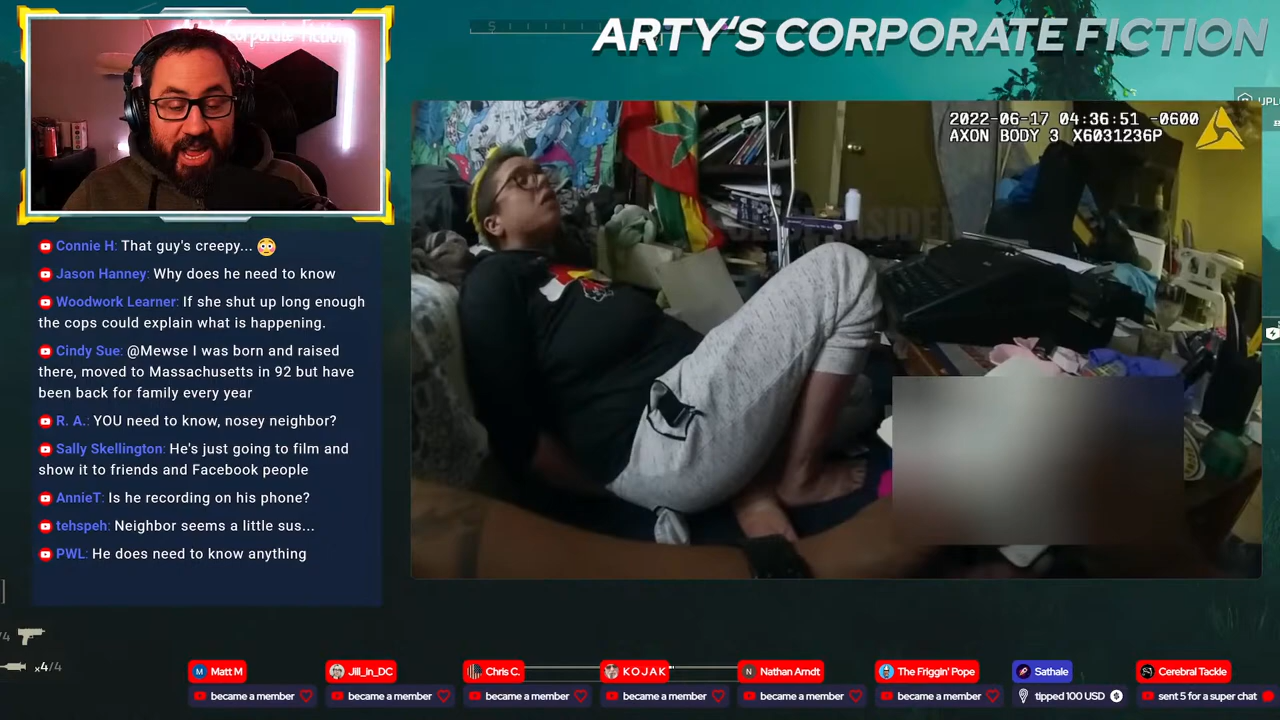 ARTY'S CORPORATE FICTION
Corporate Fiction
S
UPL
2022-06-17 04:36:51 -0600
AXON BODY 3 X6031236P
Connie H: That guy's creepy... 😳
Jason Hanney: Why does he need to know
Woodwork Learner: If she shut up long enough
the cops could explain what is happening.
Cindy Sue: @Mewse I was born and raised
there, moved to Massachusetts in 92 but have
been back for family every year
R. A.: YOU need to know, nosey neighbor?
Sally Skellington: He's just going to film and
show it to friends and Facebook people
AnnieT: Is he recording on his phone?
tehspeh: Neighbor seems a little sus...
PWL: He does need to know anything
/4
x4/4
M Matt M
became a member
Jill_in_DC
became a member
Chris C.
became a member
K O J A K
became a member
N Nathan Arndt
became a member
The Friggin' Pope
became a member
Sathale
tipped 100 USD
Cerebral Tackle
sent 5 for a super chat